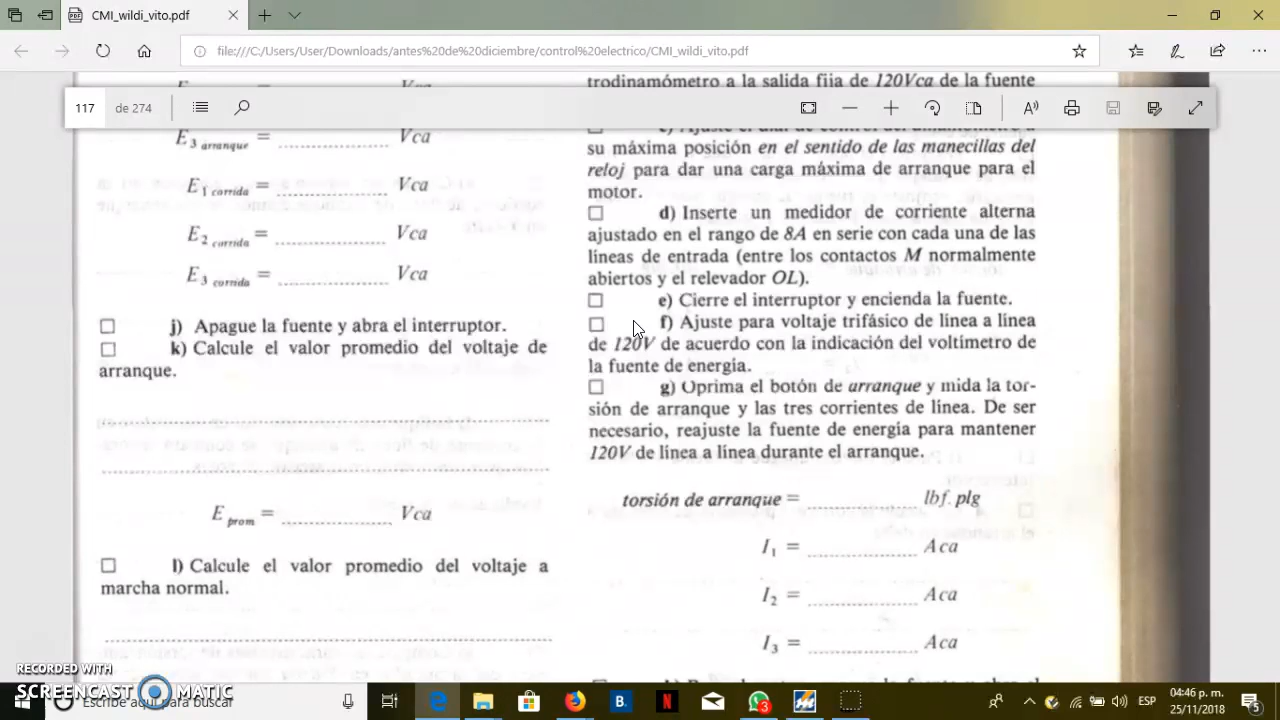 CMI_wildi_vito.pdf
file:///C:/Users/User/Downloads/antes%20de%20diciembre/control%20electrico/CMI_wildi_vito.pdf
117 de 274
Vca
E3 arranque = Vca
E1 corrida = Vca
E2 corrida = Vca
E3 corrida = Vca
j) Apague la fuente y abra el interruptor.
k) Calcule el valor promedio del voltaje de
arranque.
E prom = Vca
l) Calcule el valor promedio del voltaje a
marcha normal.
trodinamómetro a la salida fija de 120Vca de la fuente
su máxima posición en el sentido de las manecillas del
reloj para dar una carga máxima de arranque para el
motor.
d) Inserte un medidor de corriente alterna
ajustado en el rango de 8A en serie con cada una de las
líneas de entrada (entre los contactos M normalmente
abiertos y el relevador OL).
e) Cierre el interruptor y encienda la fuente.
f) Ajuste para voltaje trifásico de línea a línea
de 120V de acuerdo con la indicación del voltímetro de
la fuente de energía.
g) Oprima el botón de arranque y mida la tor-
sión de arranque y las tres corrientes de línea. De ser
necesario, reajuste la fuente de energía para mantener
120V de línea a línea durante el arranque.
torsión de arranque = lbf. plg
I1 = Aca
I2 = Aca
I3 = Aca
RECORDED WITH
SCREENCAST MATIC
Escribe aquí para buscar
ESP
04:46 p. m.
25/11/2018